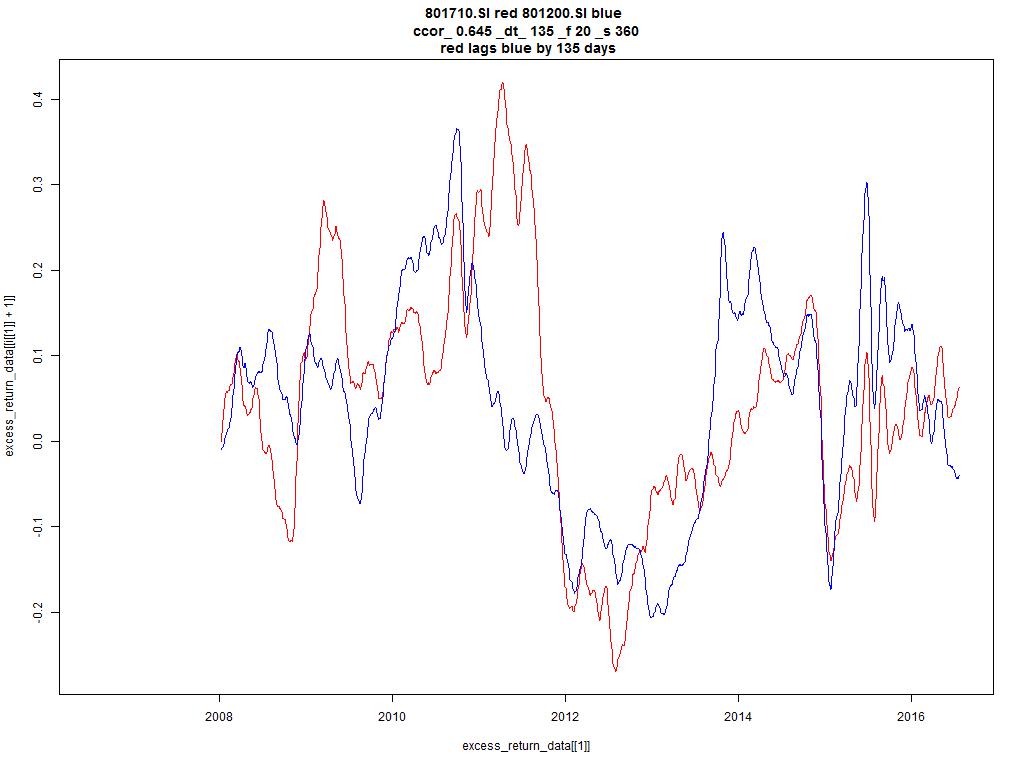 801710.SI red 801200.SI blue
ccor_ 0.645 _dt_ 135 _f 20 _s 360
red lags blue by 135 days
0.4
0.3
0.2
0.1
0.0
-0.1
-0.2
excess_return_data[[i[[1]] + 1]]
2008 2010 2012 2014 2016
excess_return_data[[1]]